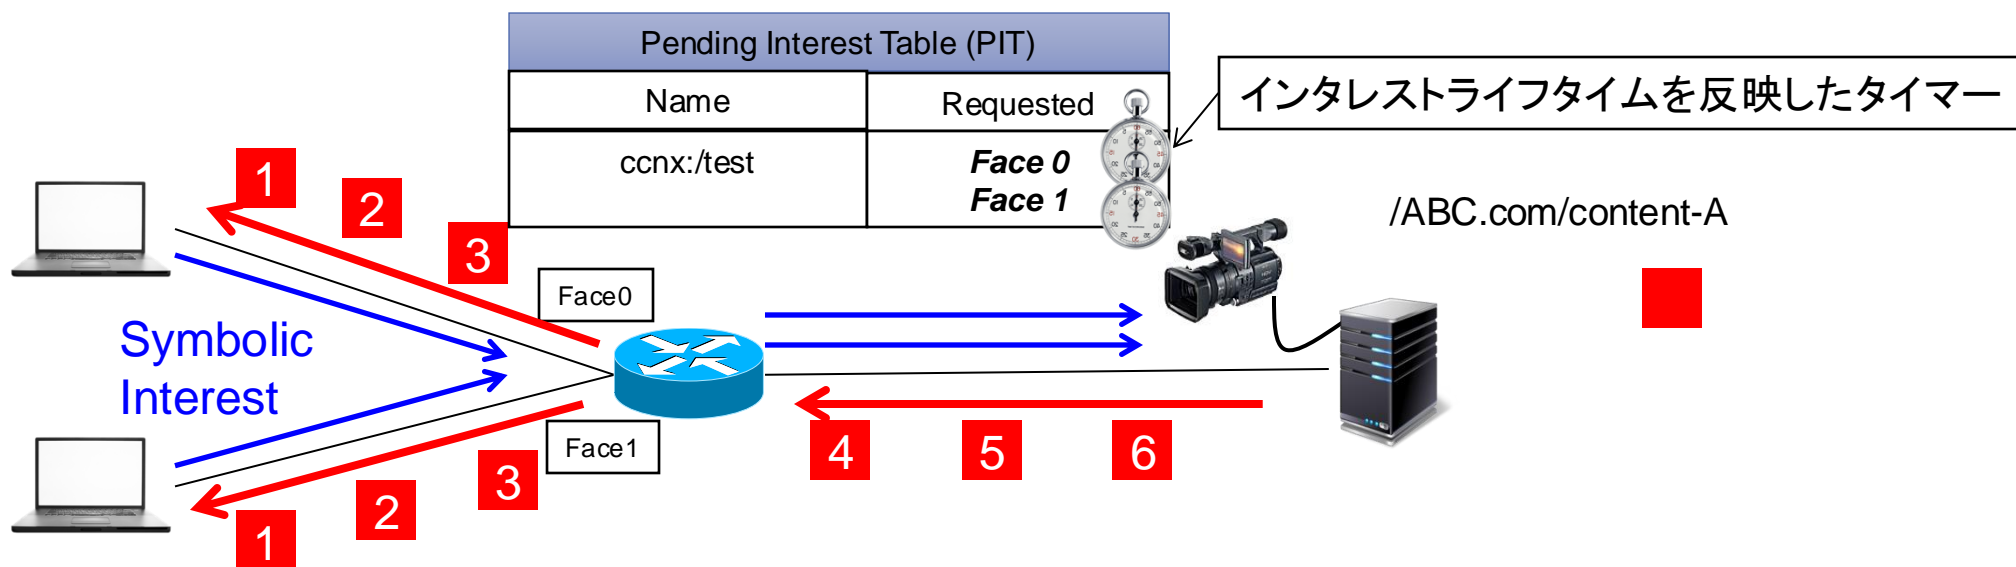 Pending Interest Table (PIT)
Name
Requested
ccnx:/test
Face 0
Face 1
インタレストライフタイムを反映したタイマー
/ABC.com/content-A
1
2
3
Face0
Symbolic
Interest
Face1
4
5
6
3
2
1